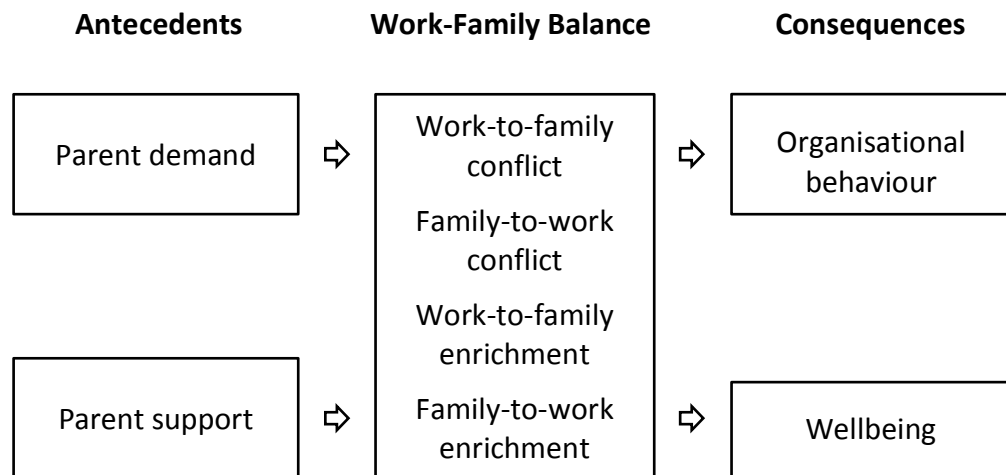 Antecedents
Work-Family Balance
Consequences
Parent demand
Work-to-family
conflict
Family-to-work
conflict
Work-to-family
enrichment
Family-to-work
enrichment
Organisational
behaviour
Parent support
Wellbeing